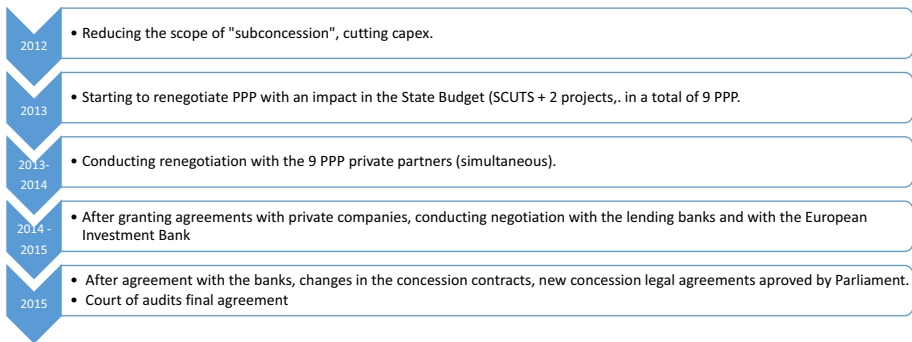 2012
• Reducing the scope of "subconcession", cutting capex.
2013
• Starting to renegotiate PPP with an impact in the State Budget (SCUTS + 2 projects,. in a total of 9 PPP.
2013-
2014
• Conducting renegotiation with the 9 PPP private partners (simultaneous).
2014 -
2015
• After granting agreements with private companies, conducting negotiation with the lending banks and with the European
Investment Bank
2015
• After agreement with the banks, changes in the concession contracts, new concession legal agreements aproved by Parliament.
• Court of audits final agreement